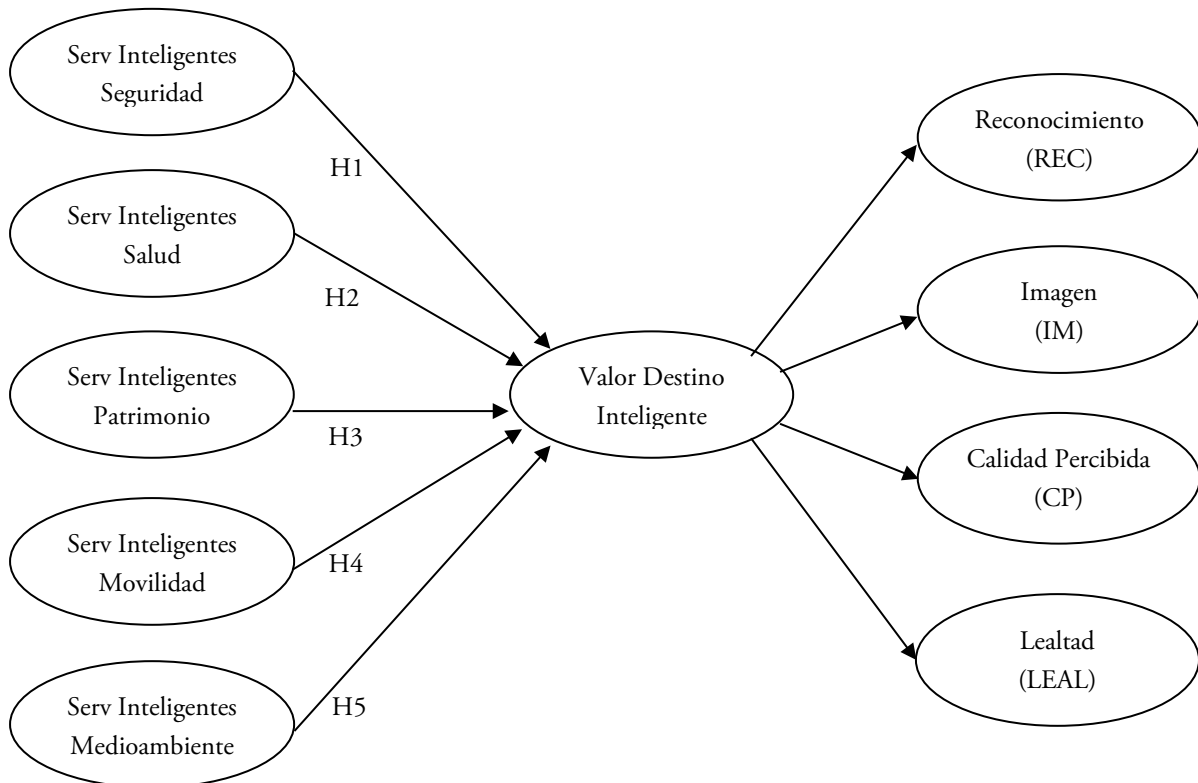 Serv Inteligentes
Seguridad
H1
Serv Inteligentes
Salud
H2
Serv Inteligentes
Patrimonio
H3
Serv Inteligentes
Movilidad
H4
Serv Inteligentes
Medioambiente
H5
Valor Destino
Inteligente
Reconocimiento
(REC)
Imagen
(IM)
Calidad Percibida
(CP)
Lealtad
(LEAL)